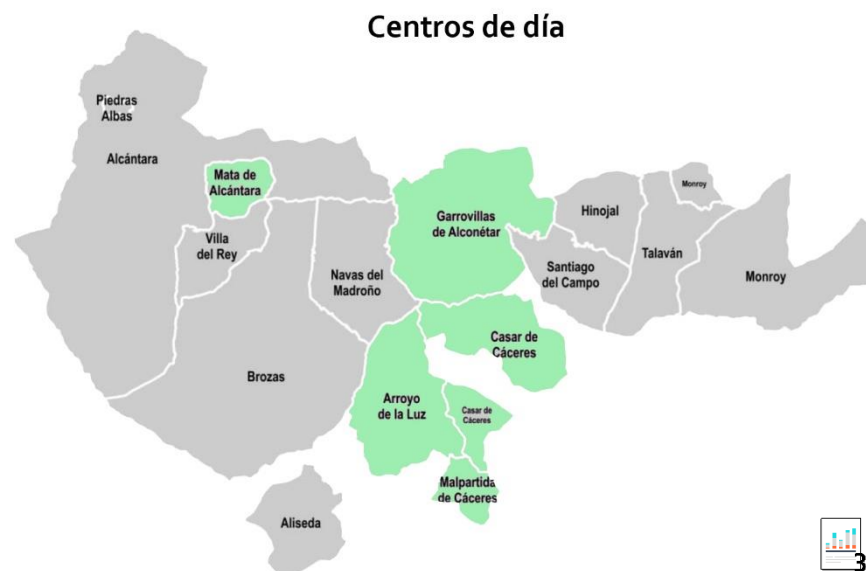 Centros de día
Piedras
Albas
Alcántara
Mata de
Alcántara
Villa
del Rey
Navas del
Madroño
Brozas
Garrovillas
de Alconétar
Hinojal
Monroy
Talaván
Santiago
del Campo
Monroy
Casar de
Cáceres
Arroyo
de la Luz
Casar de
Cáceres
Malpartida
de Cáceres
Aliseda
3